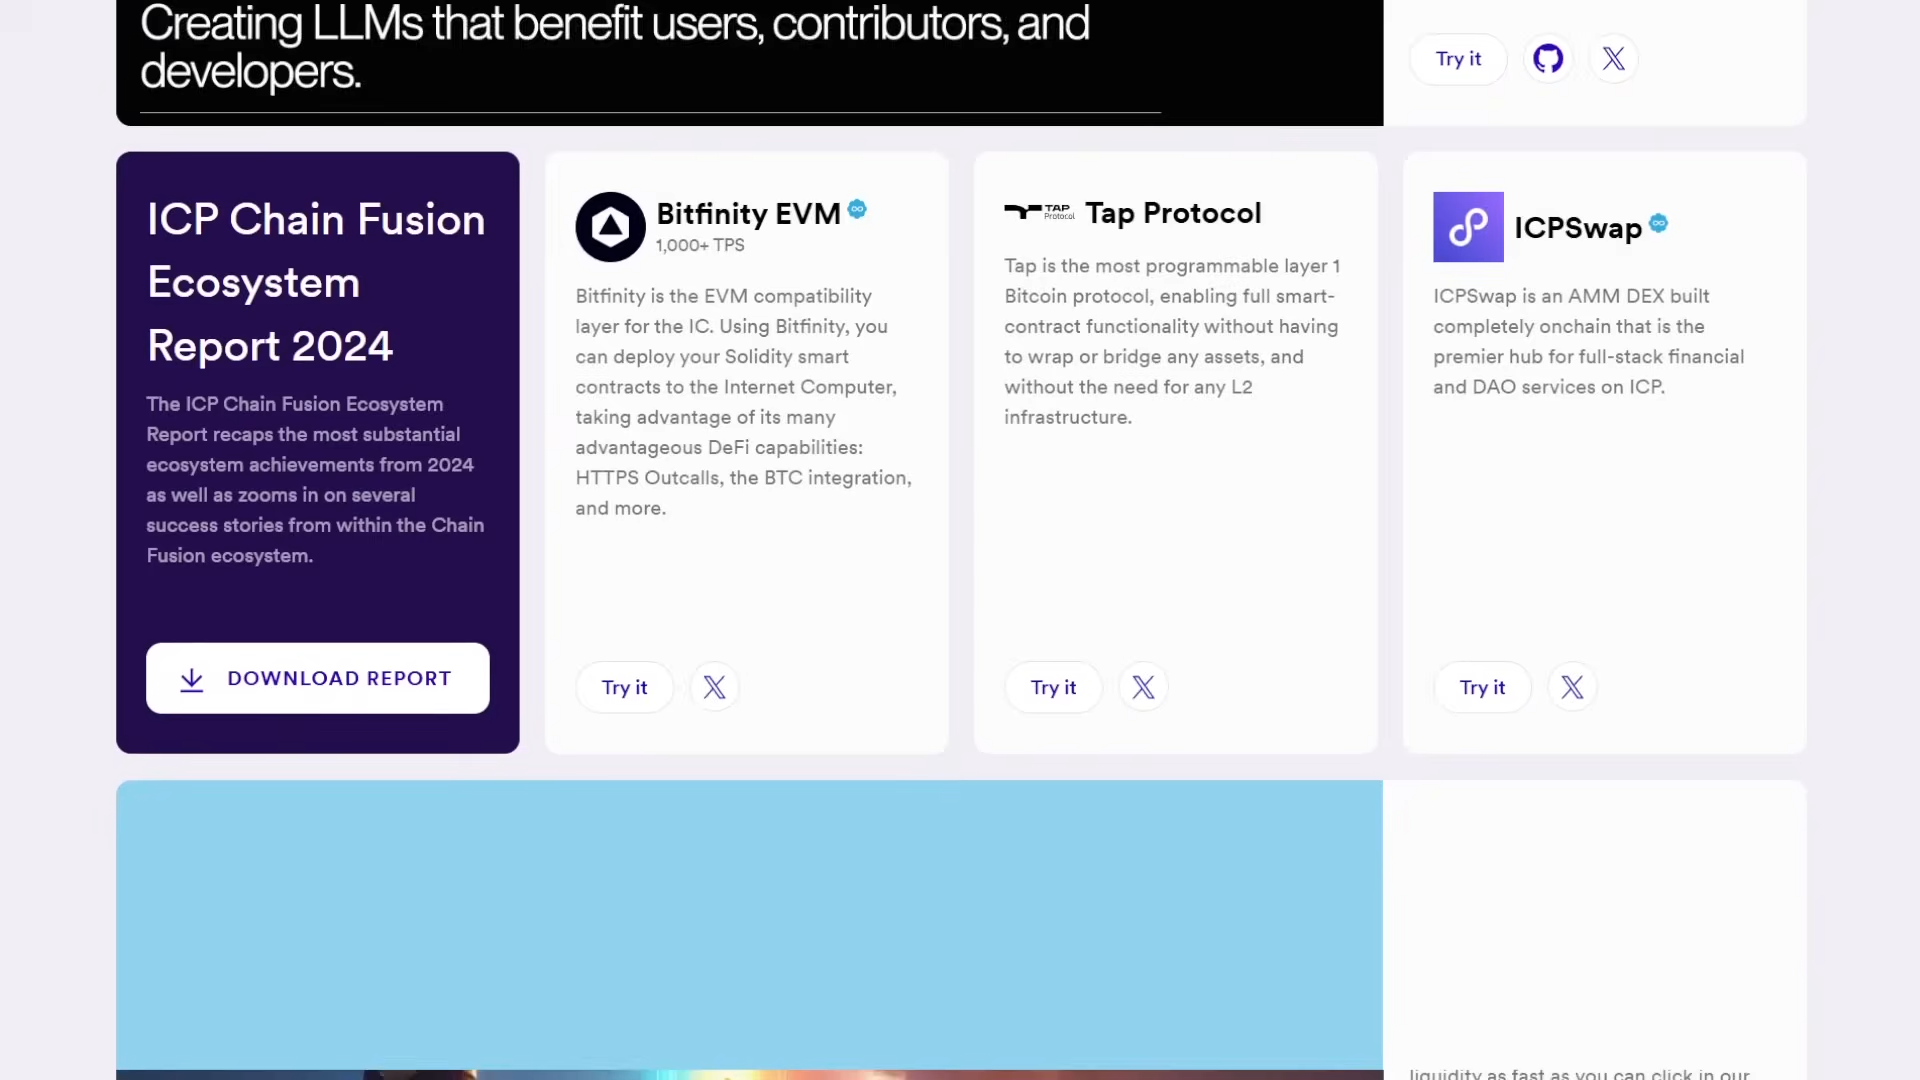 Creating LLMs that benefit users, contributors, and
developers.
Try it
ICP Chain Fusion
Ecosystem
Report 2024
The ICP Chain Fusion Ecosystem
Report recaps the most substantial
ecosystem achievements from 2024
as well as zooms in on several
success stories from within the Chain
Fusion ecosystem.
DOWNLOAD REPORT
Bitfinity EVM
1,000+ TPS
Bitfinity is the EVM compatibility
layer for the IC. Using Bitfinity, you
can deploy your Solidity smart
contracts to the Internet Computer,
taking advantage of its many
advantageous DeFi capabilities:
HTTPS Outcalls, the BTC integration,
and more.
Try it
TAP
Protocol
Tap Protocol
Tap is the most programmable layer 1
Bitcoin protocol, enabling full smart-
contract functionality without having
to wrap or bridge any assets, and
without the need for any L2
infrastructure.
Try it
ICPSwap
ICPSwap is an AMM DEX built
completely onchain that is the
premier hub for full-stack financial
and DAO services on ICP.
Try it
liquidity as fast as you can click in our